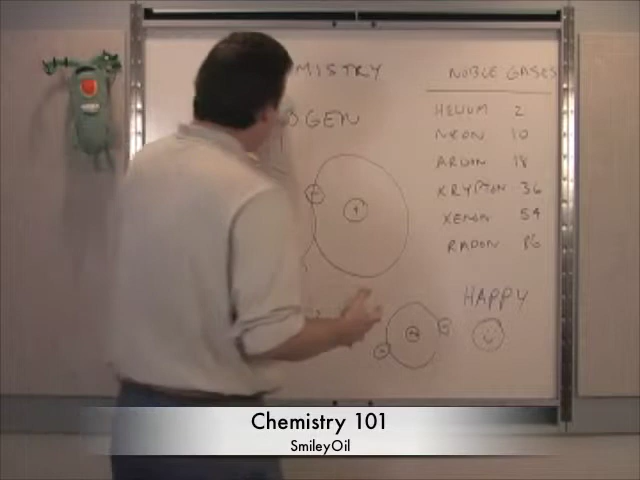 MISTRY
OGEN
NOBLE GASES
HELIUM 2
NEON 10
ARGON 18
KRYPTON 36
XENON 54
RADON 86
HAPPY
Chemistry 101
SmileyOil